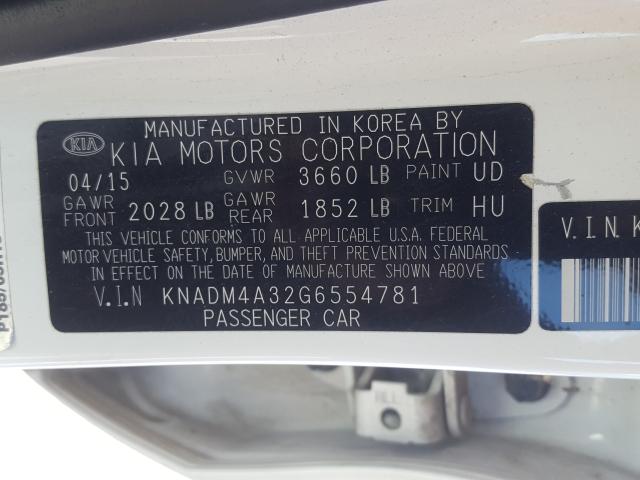 MANUFACTURED IN KOREA BY
KIA KIA MOTORS CORPORATION
04/15 GVWR 3660 LB PAINT UD
GAWR FRONT 2028 LB GAWR REAR 1852 LB TRIM HU
THIS VEHICLE CONFORMS TO ALL APPLICABLE U.S.A. FEDERAL
MOTOR VEHICLE SAFETY, BUMPER, AND THEFT PREVENTION STANDARDS
IN EFFECT ON THE DATE OF MANUFACTURE SHOWN ABOVE
V.I.N KNADM4A32G6554781
PASSENGER CAR
V.I.N. K